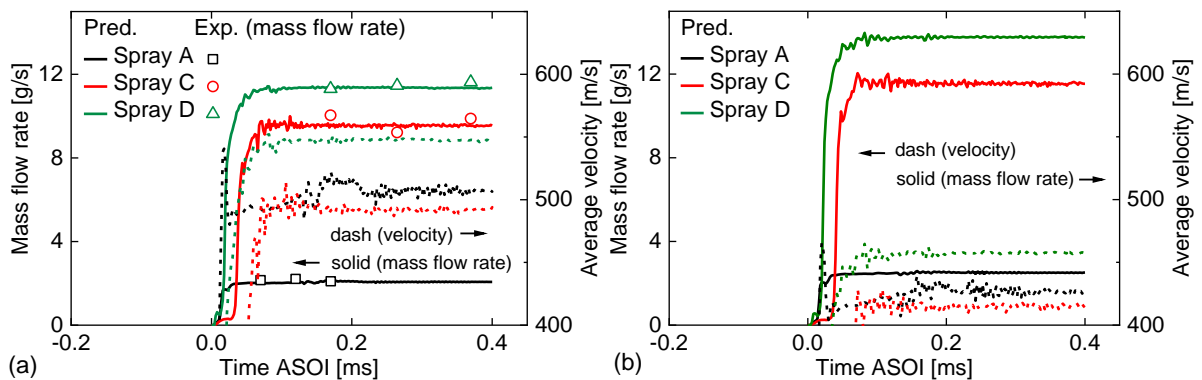 Pred. Exp. (mass flow rate)
Spray A
Spray C
Spray D
Mass flow rate [g/s]
12
8
4
0
600
500
400
Average velocity [m/s]
dash (velocity)
solid (mass flow rate)
-0.2 0.0 0.2 0.4
Time ASOI [ms]
(a)
Pred.
Spray A
Spray C
Spray D
Mass flow rate [g/s]
12
8
4
0
600
500
400
Average velocity [m/s]
dash (velocity)
solid (mass flow rate)
-0.2 0.0 0.2 0.4
Time ASOI [ms]
(b)